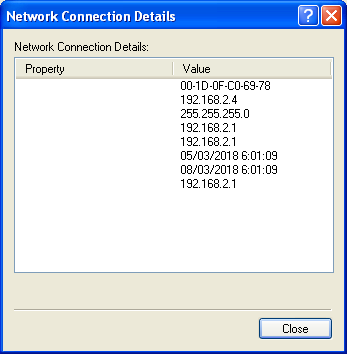 Network Connection Details
Network Connection Details:
Property Value
00-1D-0F-C0-69-78
192.168.2.4
255.255.255.0
192.168.2.1
192.168.2.1
05/03/2018 6:01:09
08/03/2018 6:01:09
192.168.2.1
Close